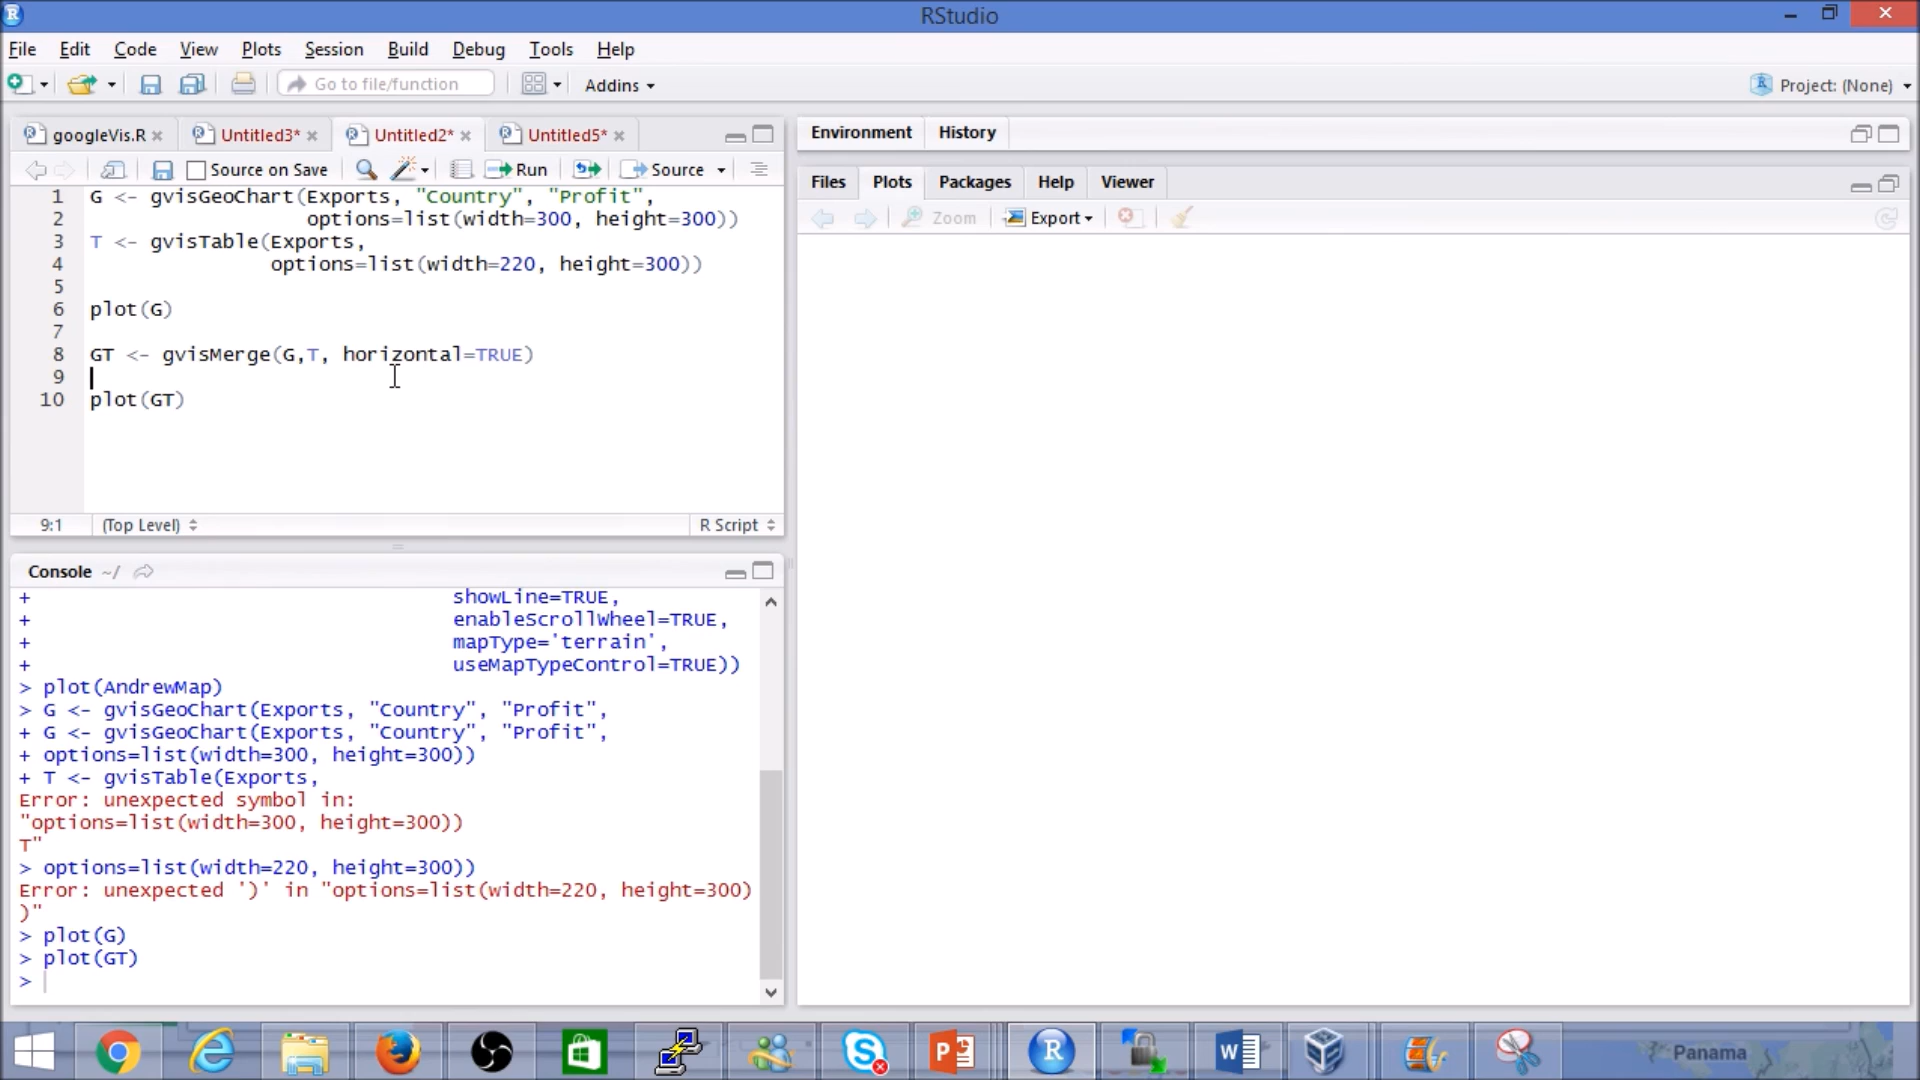 RStudio
File Edit Code View Plots Session Build Debug Tools Help
Go to file/function Addins Project: (None)
googleVis.R Untitled3* Untitled2* Untitled5*
Source on Save Run Source
1 G <- gvisGeoChart(Exports, "Country", "Profit",
2 options=list(width=300, height=300))
3 T <- gvisTable(Exports,
4 options=list(width=220, height=300))
5
6 plot(G)
7
8 GT <- gvisMerge(G,T, horizontal=TRUE)
9
10 plot(GT)
9:1 (Top Level) R Script
Console ~/
+ showLine=TRUE,
+ enableScrollWheel=TRUE,
+ mapType='terrain',
+ useMapTypeControl=TRUE))
> plot(AndrewMap)
> G <- gvisGeoChart(Exports, "Country", "Profit",
+ G <- gvisGeoChart(Exports, "Country", "Profit",
+ options=list(width=300, height=300))
+ T <- gvisTable(Exports,
Error: unexpected symbol in:
"options=list(width=300, height=300))
T"
> options=list(width=220, height=300))
Error: unexpected ')' in "options=list(width=220, height=300)
)"
> plot(G)
> plot(GT)
>
Environment History
Files Plots Packages Help Viewer
Zoom Export
Panama